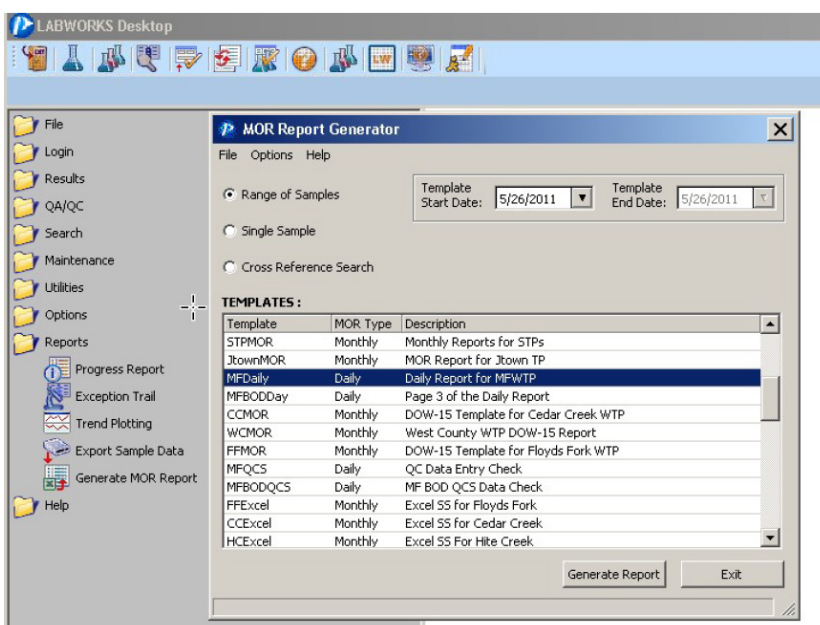 LABWORKS Desktop
LW
File
Login
Results
QA/QC
Search
Maintenance
Utilities
Options
Reports
Progress Report
Exception Trail
Trend Plotting
Export Sample Data
Generate MOR Report
Help
MOR Report Generator
File Options Help
Range of Samples
Single Sample
Cross Reference Search
Template Start Date: 5/26/2011
Template End Date: 5/26/2011
TEMPLATES :
Template MOR Type Description
STPMOR Monthly Monthly Reports for STPs
JtownMOR Monthly MOR Report for Jtown TP
MFDaily Daily Daily Report for MFWTP
MFBODDay Daily Page 3 of the Daily Report
CCMOR Monthly DOW-15 Template for Cedar Creek WTP
WCMOR Monthly West County WTP DOW-15 Report
FFMOR Monthly DOW-15 Template for Floyds Fork WTP
MFQCS Daily QC Data Entry Check
MFBODQCS Daily MF BOD QCS Data Check
FFExcel Monthly Excel SS for Floyds Fork
CCExcel Monthly Excel SS for Cedar Creek
HCExcel Monthly Excel SS For Hite Creek
Generate Report Exit